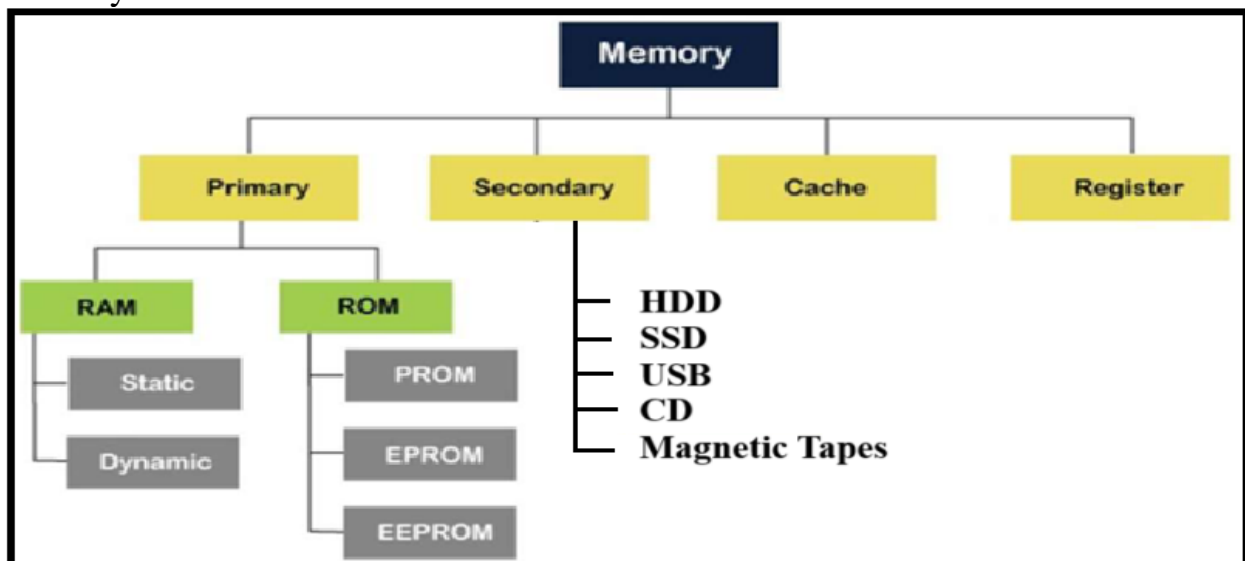 Memory
Primary
Secondary
Cache
Register
RAM
ROM
HDD
SSD
USB
CD
Magnetic Tapes
Static
Dynamic
PROM
EPROM
EEPROM